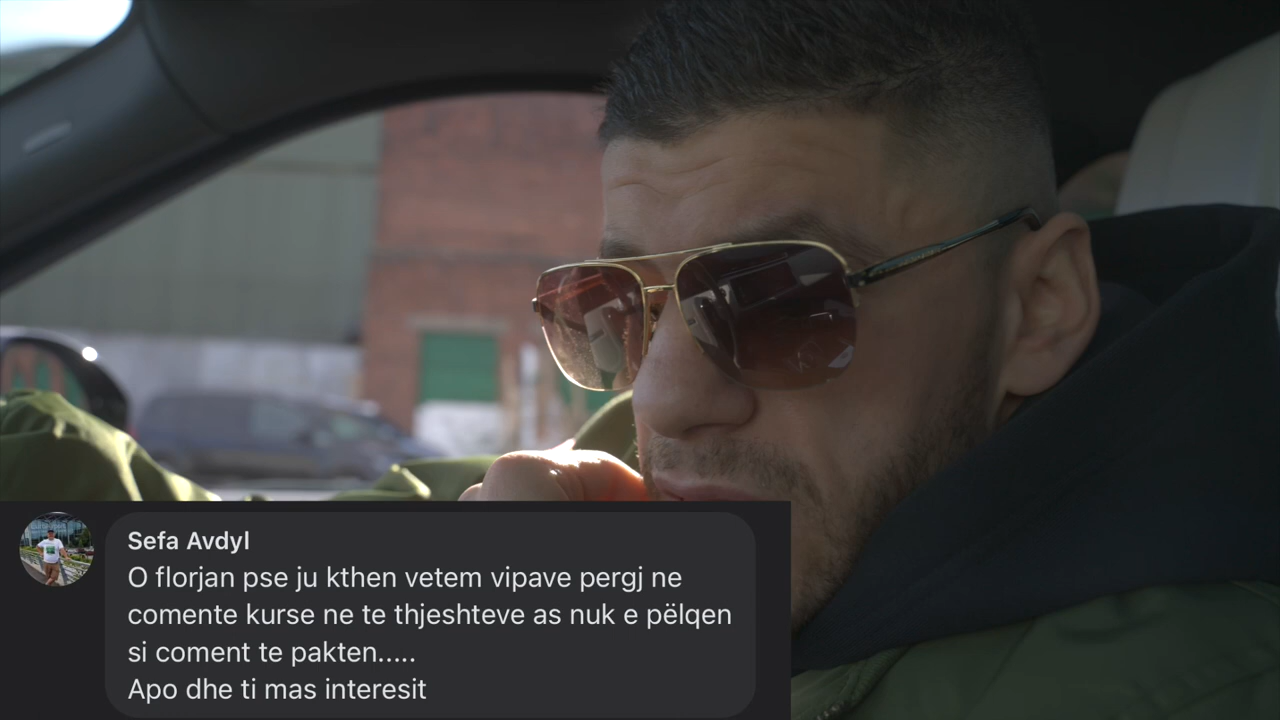 Sefa Avdyl
O florjan pse ju kthen vetem vipave pergj ne
comente kurse ne te thjeshteve as nuk e pëlqen
si coment te pakten.....
Apo dhe ti mas interesit